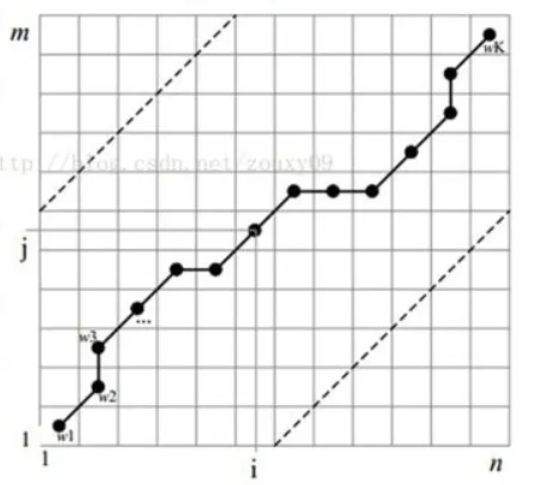 m
wK
http://blog.csdn.net/zouxy09
j
w3
...
w2
1
w1
1
i
n